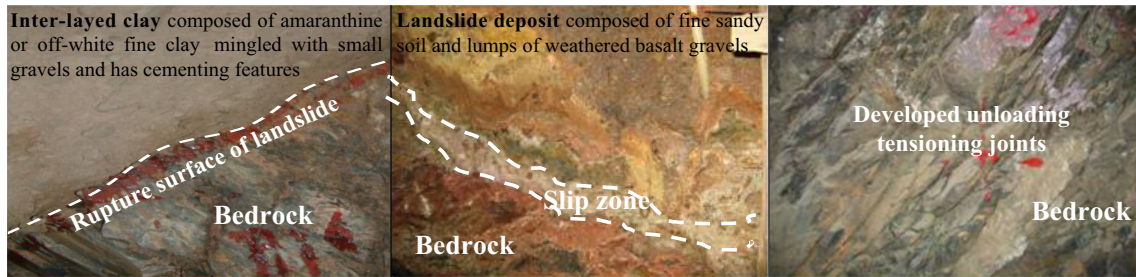 Inter-layed clay composed of amaranthine
or off-white fine clay mingled with small
gravels and has cementing features
Rupture surface of landslide
Bedrock
Landslide deposit composed of fine sandy
soil and lumps of weathered basalt gravels
Slip zone
Bedrock
Developed unloading
tensioning joints
Bedrock